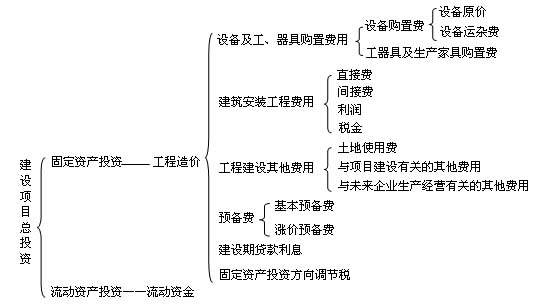 设备原价
设备购置费
设备运杂费
设备及工、器具购置费用
工器具及生产家具购置费
直接费
间接费
建筑安装工程费用
利润
税金
土地使用费
建设项目总投资
固定资产投资——工程造价
工程建设其他费用
与项目建设有关的其他费用
与未来企业生产经营有关的其他费用
基本预备费
预备费
涨价预备费
建设期贷款利息
固定资产投资方向调节税
流动资产投资一一流动资金